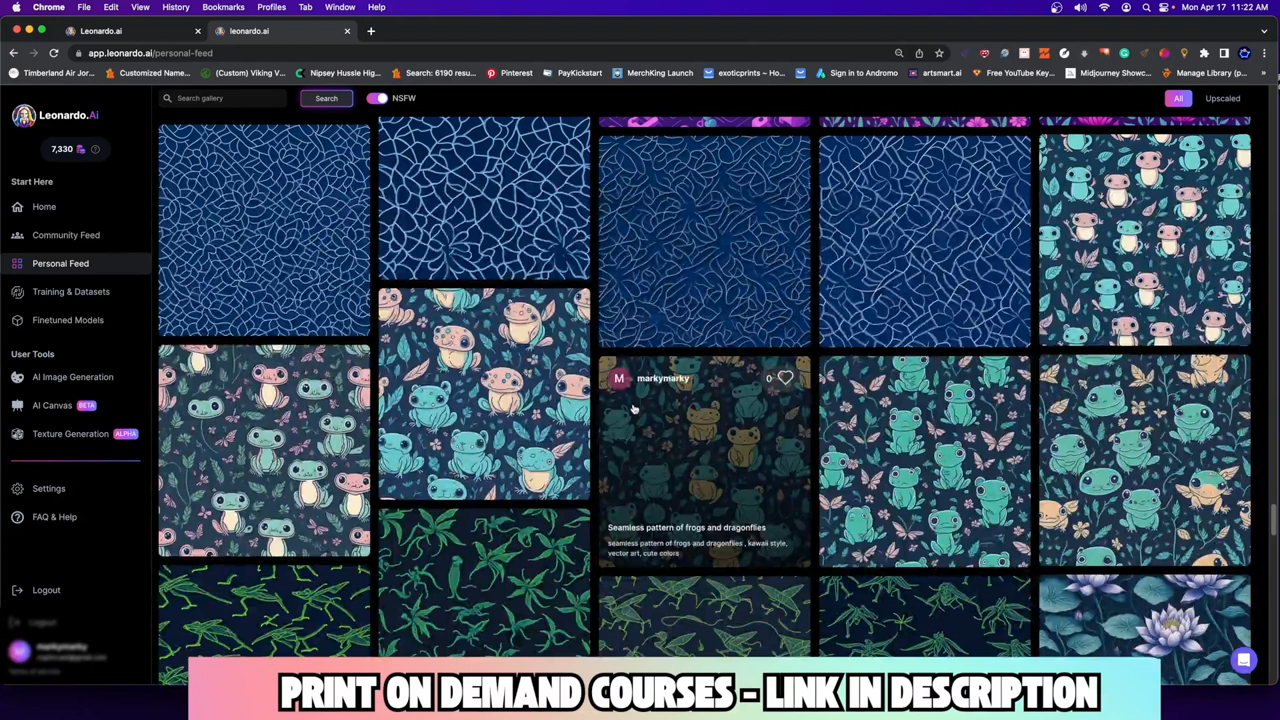 Chrome File Edit View History Bookmarks Profiles Tab Window Help Mon Apr 17 11:22 AM
Leonardo.ai leonardo.ai
app.leonardo.ai/personal-feed
Timberland Air Jor... Customized Name... (Custom) Viking V... Nipsey Hussle Hig... Search: 6190 resu... Pinterest PayKickstart MerchKing Launch exoticprints – Ho... Sign in to Andromo artsmart.ai Free YouTube Key... Midjourney Showc... Manage Library (p...
Leonardo.Ai
Search gallery Search NSFW All Upscaled
7,330
Start Here
Home
Community Feed
Personal Feed
Training & Datasets
Finetuned Models
User Tools
AI Image Generation
AI Canvas BETA
Texture Generation ALPHA
Settings
FAQ & Help
Logout
M markymarky 0
Seamless pattern of frogs and dragonflies
seamless pattern of frogs and dragonflies , kawaii style,
vector art, cute colors
PRINT ON DEMAND COURSES - LINK IN DESCRIPTION